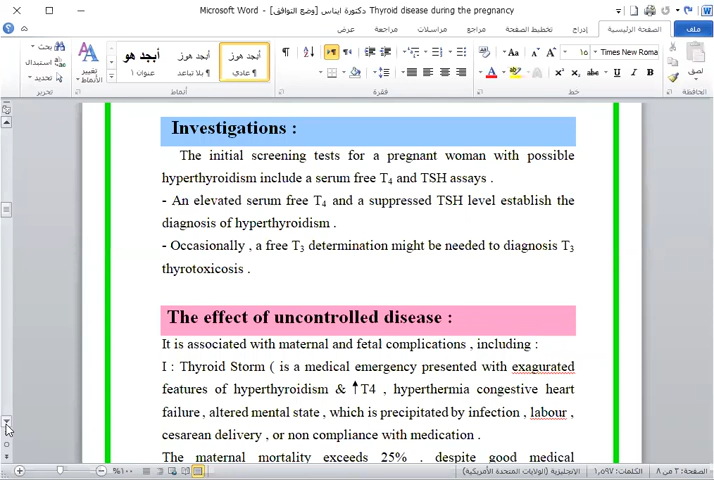 Microsoft Word [وضع التوافق] دكتورة ايناس Thyroid disease during the pregnancy
ملف
الصفحة الرئيسية
إدراج
تخطيط الصفحة
مراجع
مراسلات
مراجعة
عرض
لصق
الحافظة
Times New Roma
١٥
خط
فقرة
أبجد هوز
عادي
أبجد هوز
بلا تباعد
أبجد هو
عنوان ١
تغيير الأنماط
أنماط
بحث
استبدال
تحديد
تحرير
Investigations :
The initial screening tests for a pregnant woman with possible
hyperthyroidism include a serum free T4 and TSH assays .
- An elevated serum free T4 and a suppressed TSH level establish the
diagnosis of hyperthyroidism .
- Occasionally , a free T3 determination might be needed to diagnosis T3
thyrotoxicosis .
The effect of uncontrolled disease :
It is associated with maternal and fetal complications , including :
I : Thyroid Storm ( is a medical emergency presented with exagurated
features of hyperthyroidism & ↑T4 , hyperthermia congestive heart
failure , altered mental state , which is precipitated by infection , labour ,
cesarean delivery , or non compliance with medication .
The maternal mortality exceeds 25% , despite good medical
الصفحة: ٣ من ٨
الكلمات: ١,٥٩٧
الإنجليزية (الولايات المتحدة الأمريكية)
%١٠٠